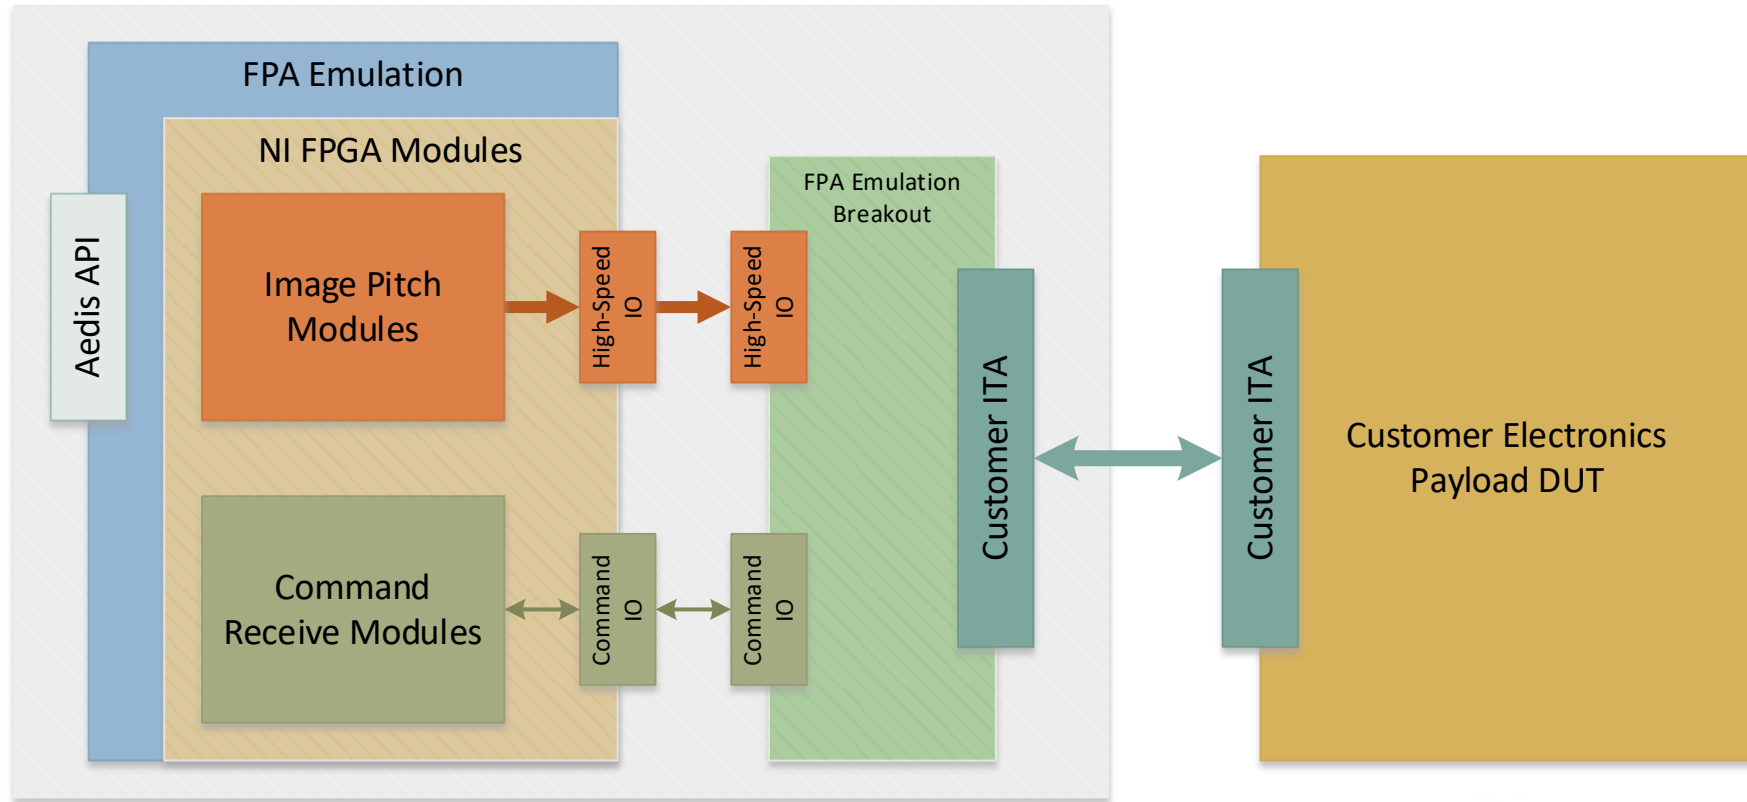 FPA Emulation
NI FPGA Modules
Aedis API
Image Pitch
Modules
High-Speed
IO
High-Speed
IO
Command
Receive Modules
Command
IO
Command
IO
FPA Emulation
Breakout
Customer ITA
Customer ITA
Customer Electronics
Payload DUT